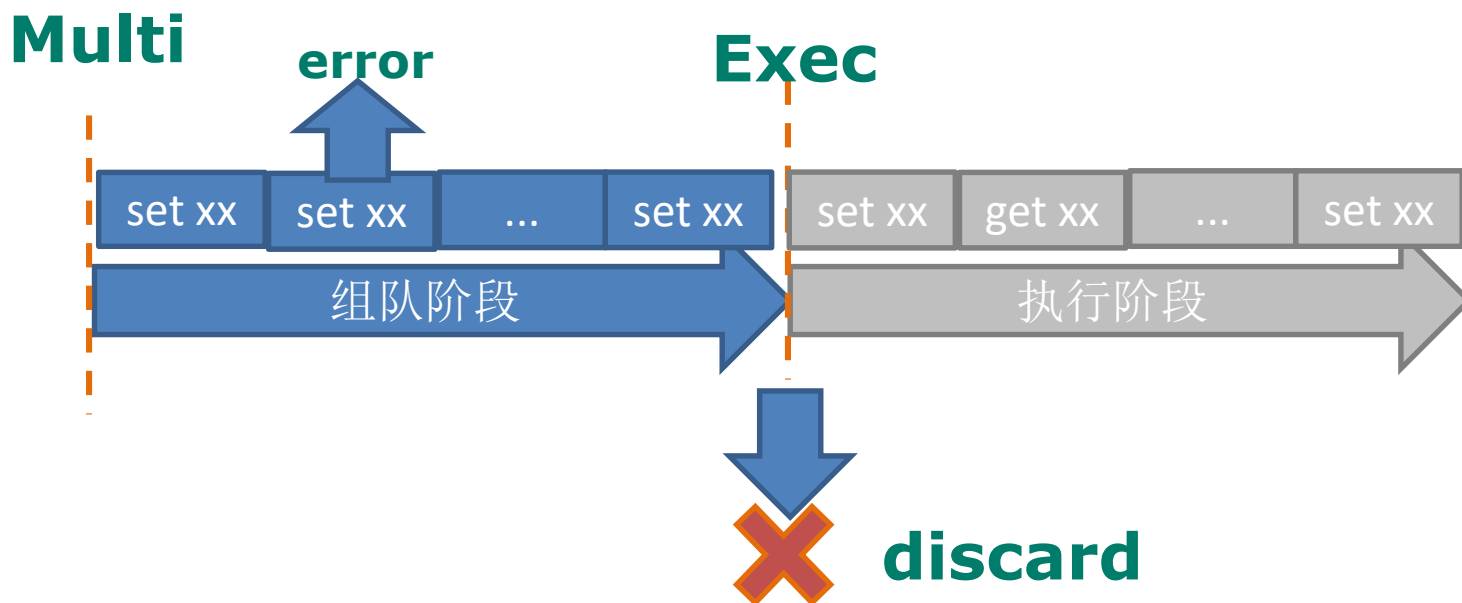 Multi
error
Exec
set xx
set xx
...
set xx
set xx
get xx
...
set xx
组队阶段
执行阶段
discard